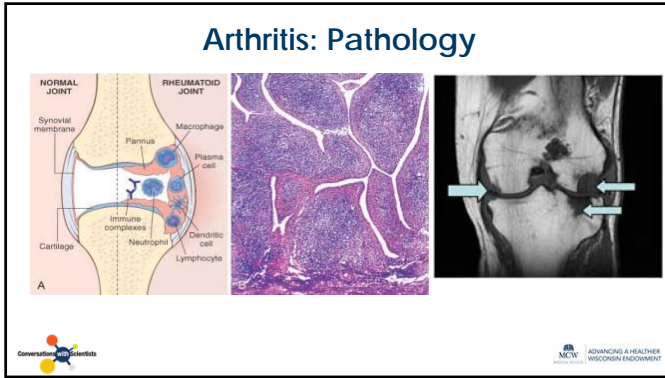 Arthritis: Pathology
NORMAL
JOINT
RHEUMATOID
JOINT
Synovial
membrane
Pannus
Macrophage
Plasma
cell
Immune
complexes
Neutrophil
Dendritic
cell
Lymphocyte
Cartilage
A
Conversations with Scientists
MCW
ADVANCING A HEALTHIER
WISCONSIN ENDOWMENT